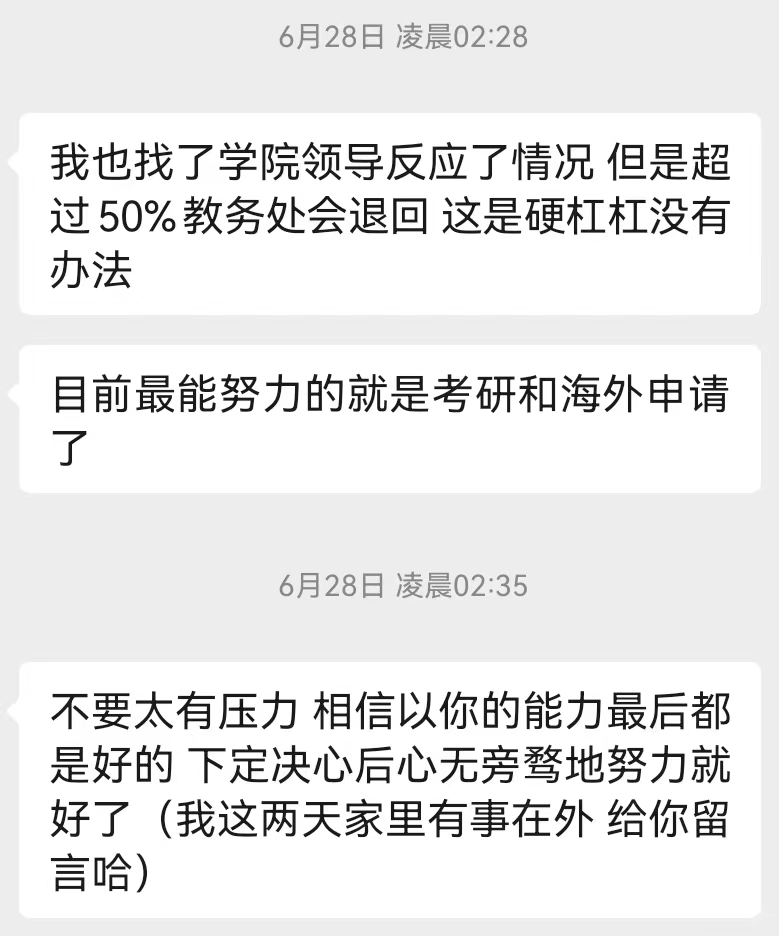 6月28日 凌晨02:28
我也找了学院领导反应了情况 但是超
过50%教务处会退回 这是硬杠杠没有
办法
目前最能努力的就是考研和海外申请
了
6月28日 凌晨02:35
不要太有压力 相信以你的能力最后都
是好的 下定决心后心无旁骛地努力就
好了（我这两天家里有事在外 给你留
言哈）